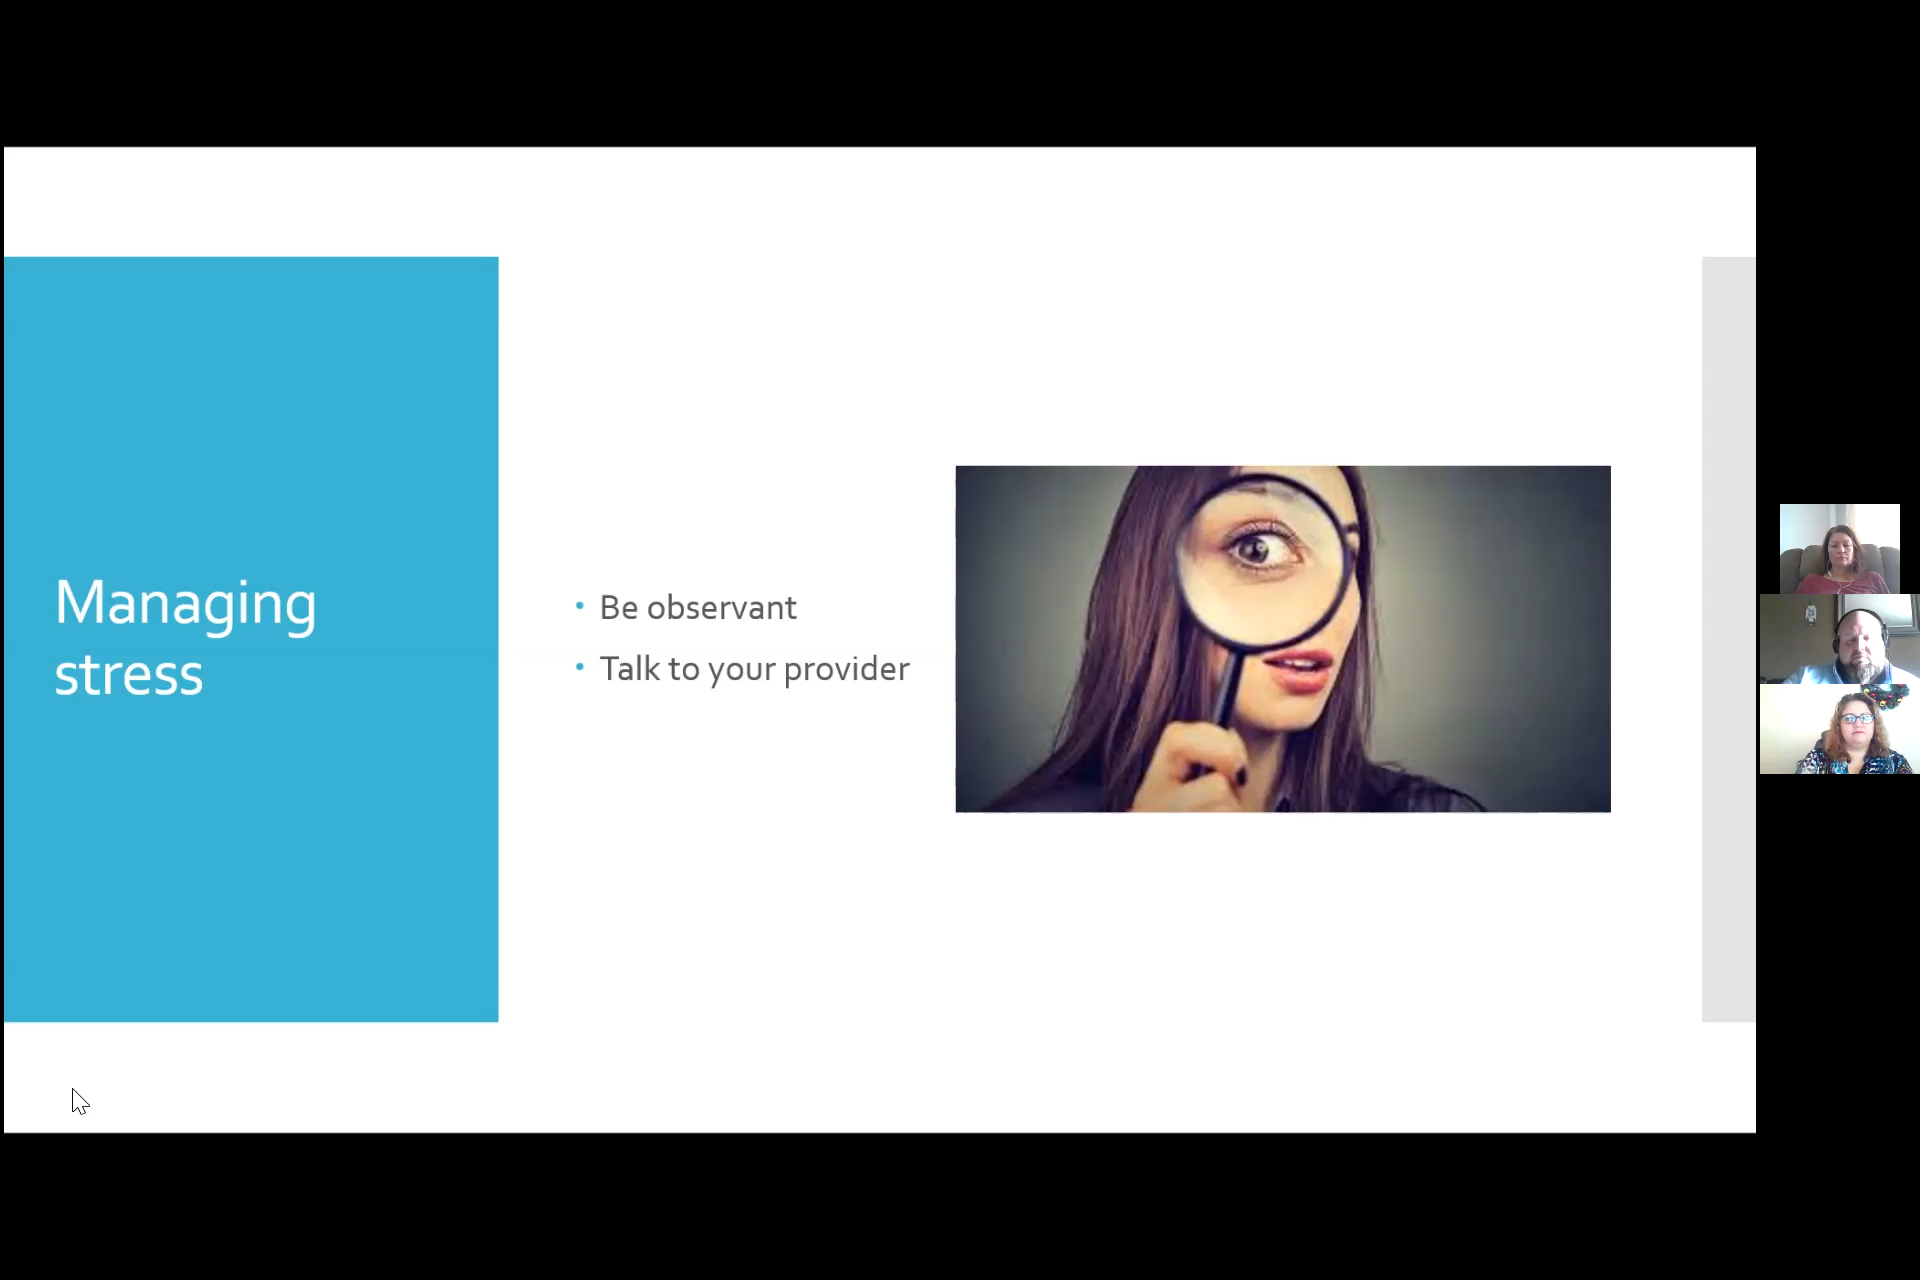 Managing
stress
• Be observant
• Talk to your provider